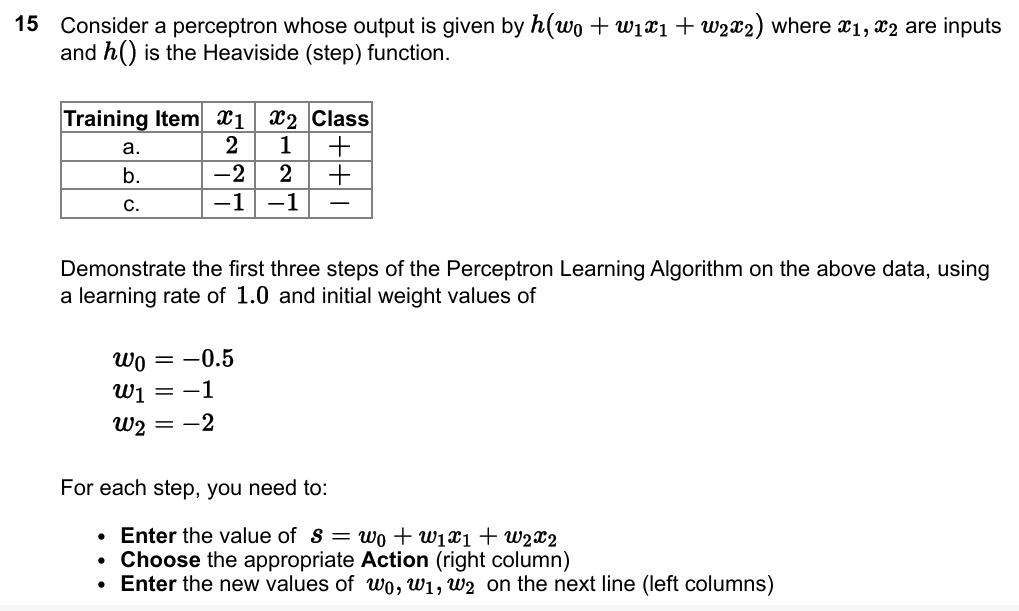 15 Consider a perceptron whose output is given by h(w₀ + w₁x₁ + w₂x₂) where x₁, x₂ are inputs
and h() is the Heaviside (step) function.
Training Item x₁ x₂ Class
a. 2 1 +
b. −2 2 +
c. −1 −1 −
Demonstrate the first three steps of the Perceptron Learning Algorithm on the above data, using
a learning rate of 1.0 and initial weight values of
w₀ = −0.5
w₁ = −1
w₂ = −2
For each step, you need to:
• Enter the value of s = w₀ + w₁x₁ + w₂x₂
• Choose the appropriate Action (right column)
• Enter the new values of w₀, w₁, w₂ on the next line (left columns)